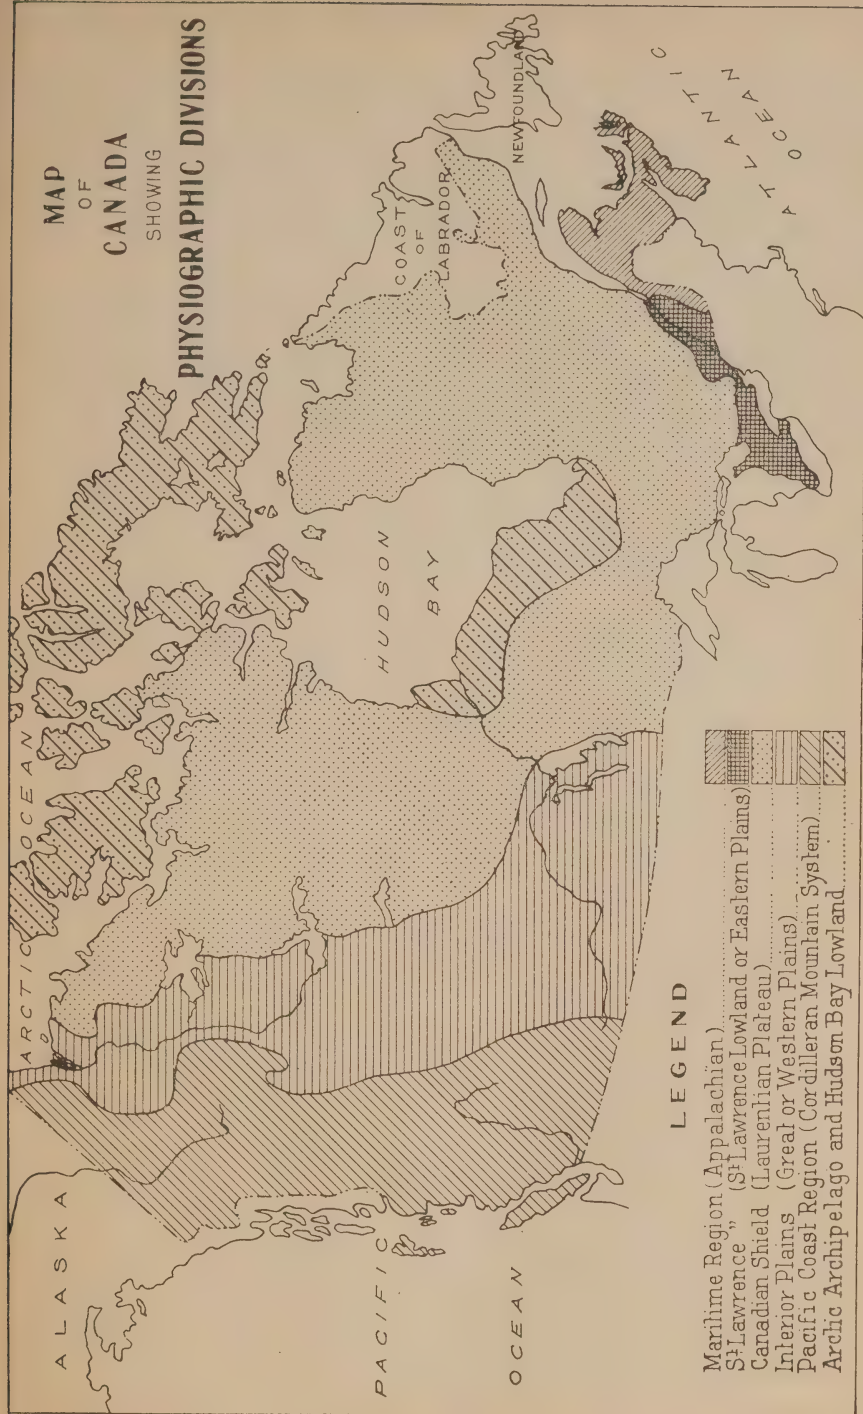 MAP
OF
CANADA
SHOWING
PHYSIOGRAPHIC DIVISIONS
ALASKA
ARCTIC OCEAN
PACIFIC
OCEAN
HUDSON
BAY
COAST
OF
LABRADOR
NEWFOUNDLAND
ATLANTIC
OCEAN
LEGEND
Maritime Region (Appalachian)
St. Lawrence " (St. Lawrence Lowland or Eastern Plains)
Canadian Shield (Laurentian Plateau)
Interior Plains (Great or Western Plains)
Pacific Coast Region (Cordilleran Mountain System)
Arctic Archipelago and Hudson Bay Lowland